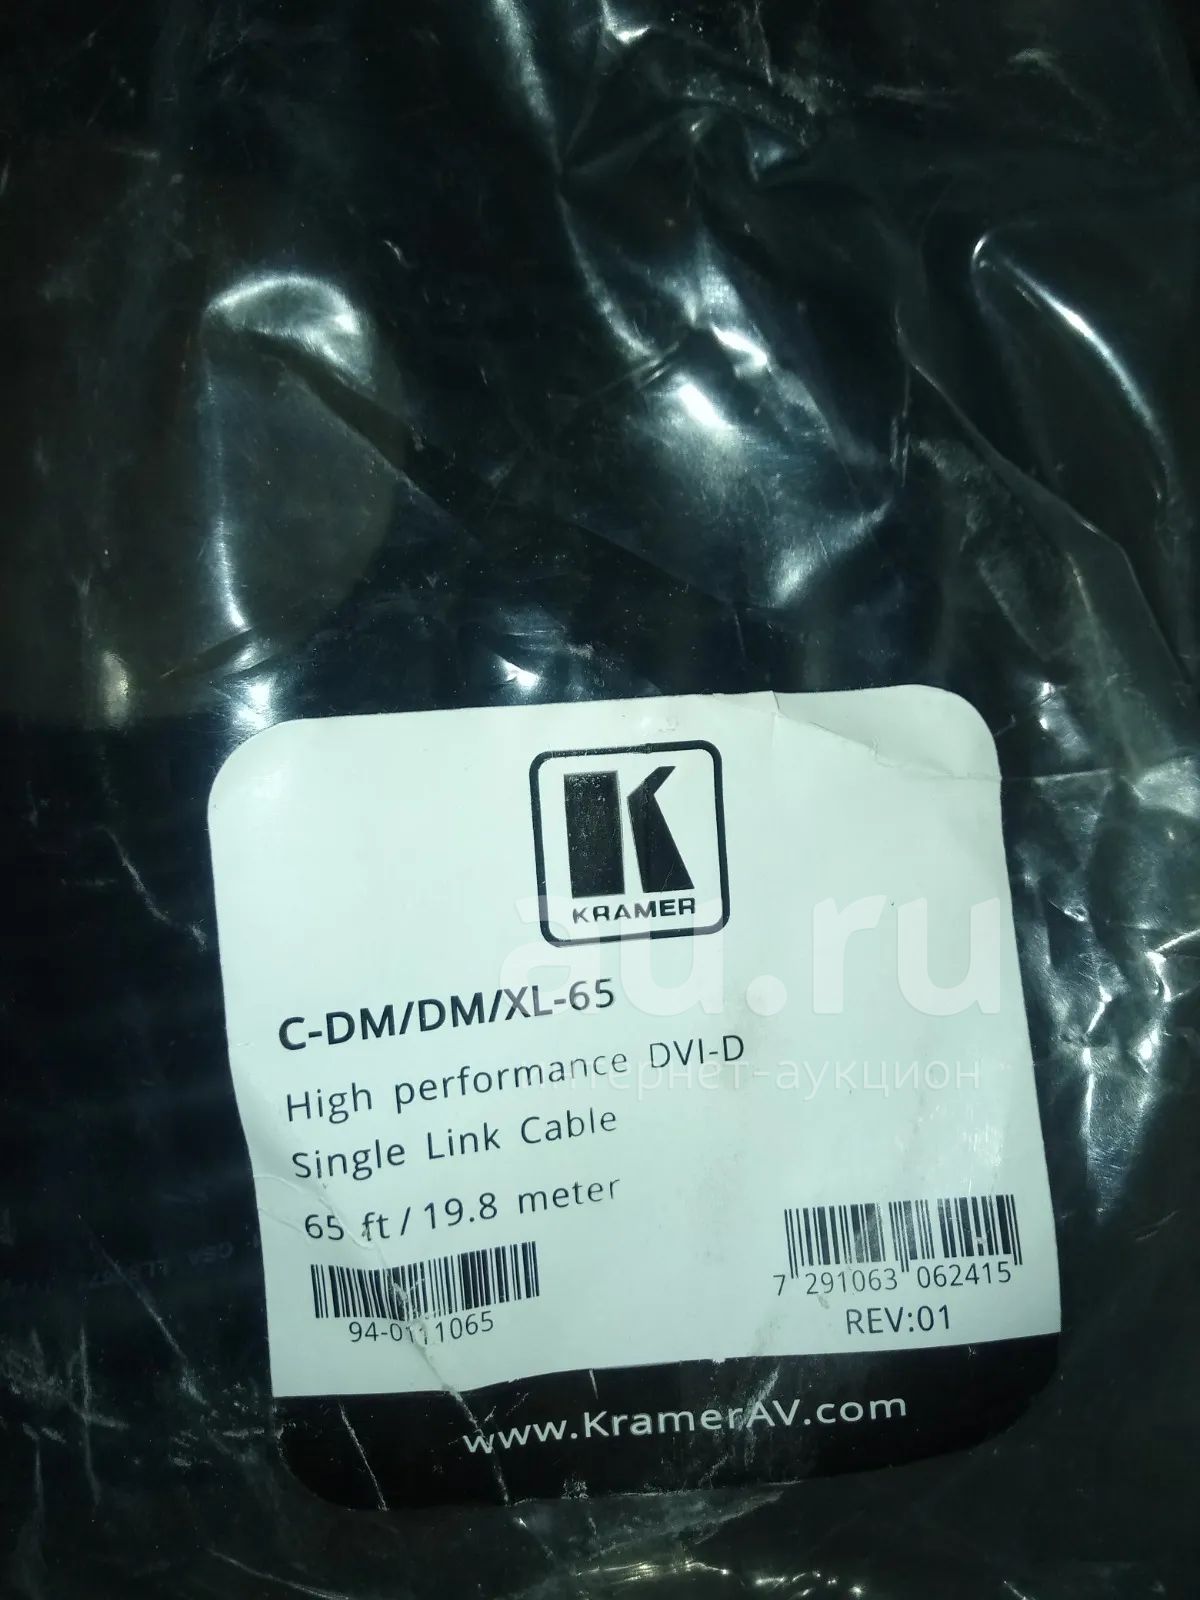 KRAMER
au.ru
интернет-аукцион
C-DM/DM/XL-65
High performance DVI-D
Single Link Cable
65 ft / 19.8 meter
94-0111065
7 291063 062415
REV:01
www.KramerAV.com